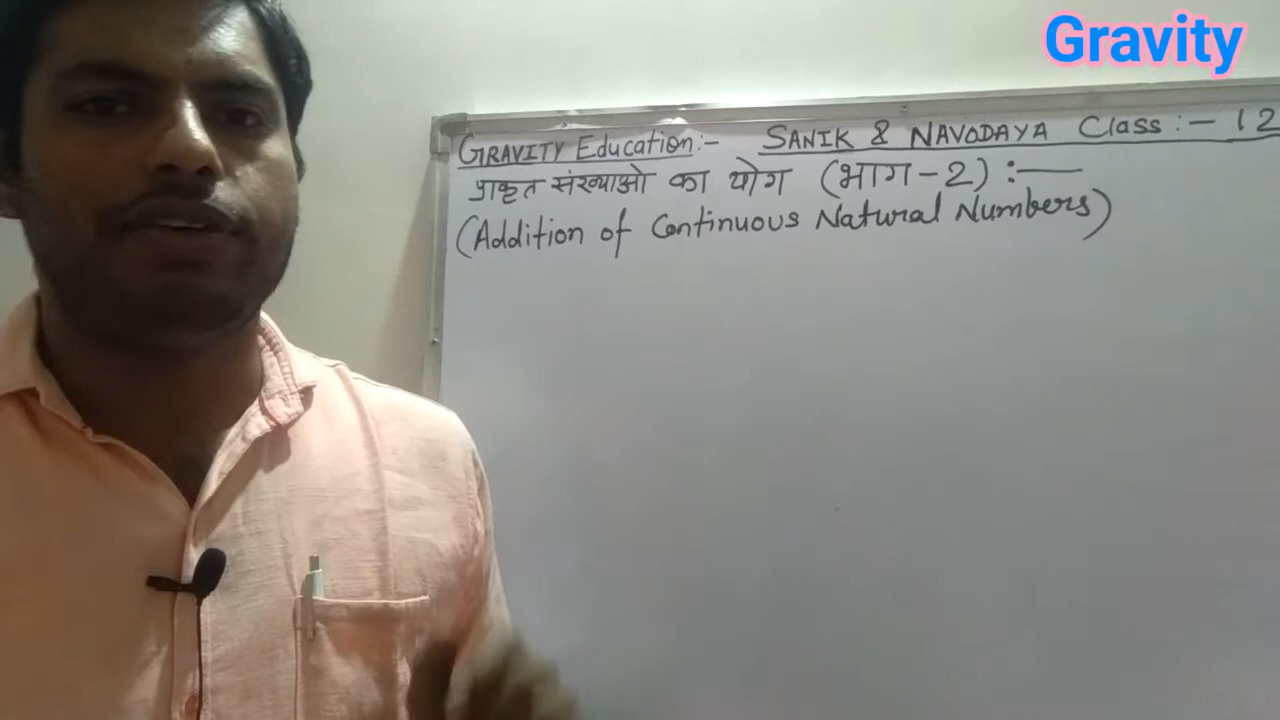 Gravity
GRAVITY Education:- SANIK & NAVODAYA Class:- 12
प्राकृत संख्याओ का योग (भाग-2) :—
(Addition of Continuous Natural Numbers)